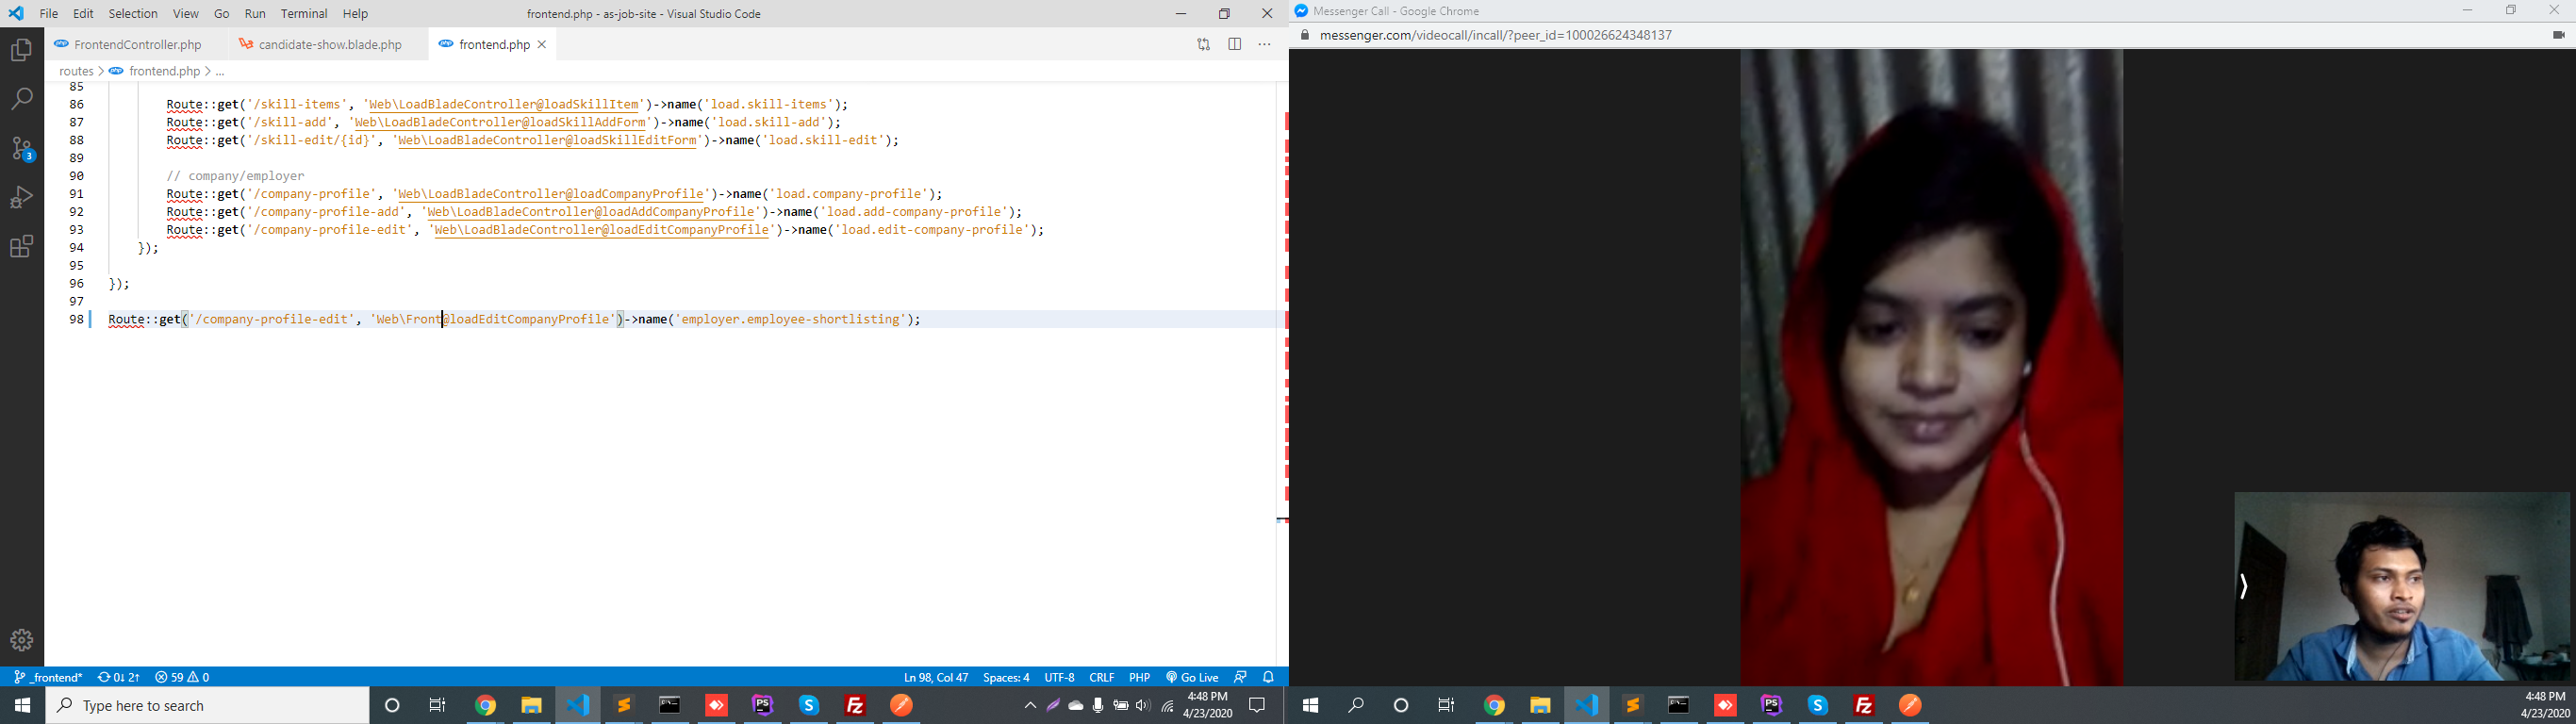 File Edit Selection View Go Run Terminal Help frontend.php - as-job-site - Visual Studio Code
FrontendController.php candidate-show.blade.php frontend.php
routes > frontend.php > ...
85
86 Route::get('/skill-items', 'Web\LoadBladeController@loadSkillItem')->name('load.skill-items');
87 Route::get('/skill-add', 'Web\LoadBladeController@loadSkillAddForm')->name('load.skill-add');
88 Route::get('/skill-edit/{id}', 'Web\LoadBladeController@loadSkillEditForm')->name('load.skill-edit');
89
90 // company/employer
91 Route::get('/company-profile', 'Web\LoadBladeController@loadCompanyProfile')->name('load.company-profile');
92 Route::get('/company-profile-add', 'Web\LoadBladeController@loadAddCompanyProfile')->name('load.add-company-profile');
93 Route::get('/company-profile-edit', 'Web\LoadBladeController@loadEditCompanyProfile')->name('load.edit-company-profile');
94 });
95
96 });
97
98 Route::get('/company-profile-edit', 'Web\Front@loadEditCompanyProfile')->name('employer.employee-shortlisting');
3
_frontend* 0↓ 2↑ 59 0 Ln 98, Col 47 Spaces: 4 UTF-8 CRLF PHP Go Live
Type here to search
PS
S
Fz
4:48 PM
4/23/2020
Messenger Call - Google Chrome
messenger.com/videocall/incall/?peer_id=100026624348137
PS
S
Fz
4:48 PM
4/23/2020